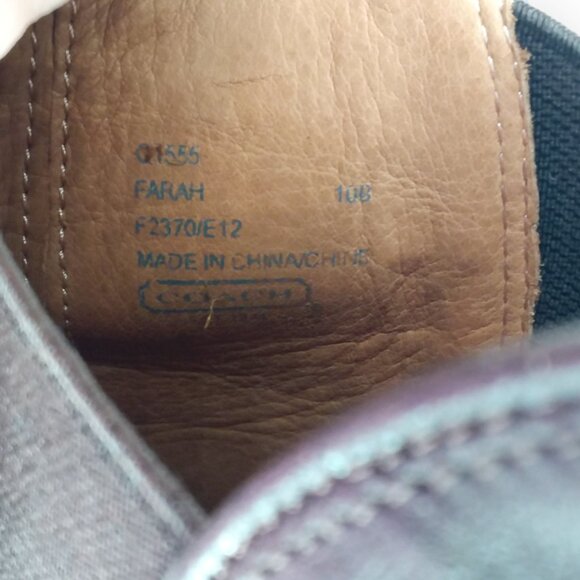 Q1555
FARAH 10B
F2370/E12
MADE IN CHINA/CHINE
COACH